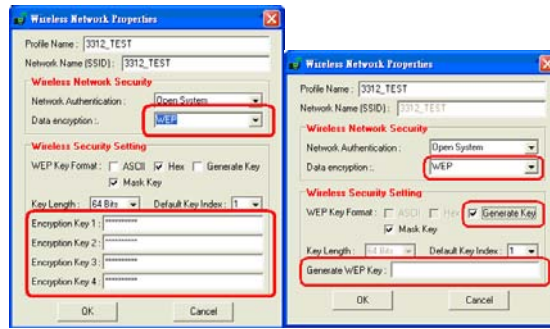 Wireless Network Properties
Profile Name : 3312_TEST
Network Name (SSID) : 3312_TEST
Wireless Network Security
Network Authentication : Open System
Data encryption :. WEP
Wireless Security Setting
WEP Key Format : ASCII Hex Generate Key
Mask Key
Key Length : 64 Bits Default Key Index : 1
Encryption Key 1 : **********
Encryption Key 2 : **********
Encryption Key 3 : **********
Encryption Key 4 : **********
OK Cancel
Wireless Network Properties
Profile Name : 3312_TEST
Network Name (SSID) : 3312_TEST
Wireless Network Security
Network Authentication : Open System
Data encryption :. WEP
Wireless Security Setting
WEP Key Format : ASCII Hex Generate Key
Mask Key
Key Length : 64 Bits Default Key Index : 1
Generate WEP Key :
OK Cancel